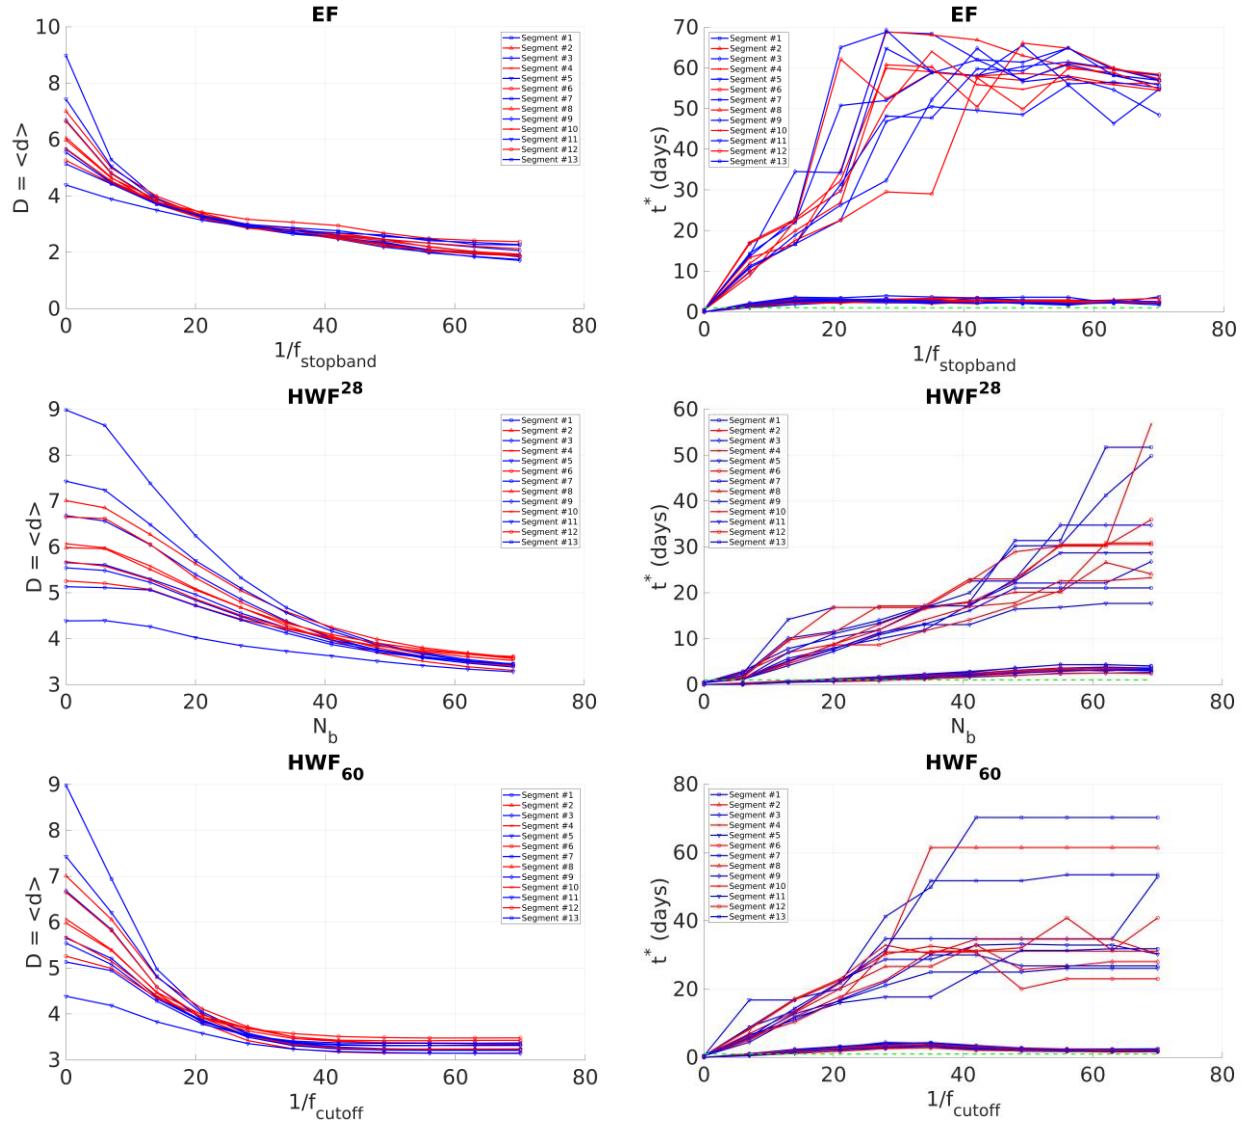 EF
D = <d>
10
8
6
4
2
0
0 20 40 60 80
1/f_stopband
Segment #1
Segment #2
Segment #3
Segment #4
Segment #5
Segment #6
Segment #7
Segment #8
Segment #9
Segment #10
Segment #11
Segment #12
Segment #13
EF
t* (days)
70
60
50
40
30
20
10
0
0 20 40 60 80
1/f_stopband
Segment #1
Segment #2
Segment #3
Segment #4
Segment #5
Segment #6
Segment #7
Segment #8
Segment #9
Segment #10
Segment #11
Segment #12
Segment #13
HWF^28
D = <d>
9
8
7
6
5
4
3
0 20 40 60 80
N_b
Segment #1
Segment #2
Segment #3
Segment #4
Segment #5
Segment #6
Segment #7
Segment #8
Segment #9
Segment #10
Segment #11
Segment #12
Segment #13
HWF^28
t* (days)
60
50
40
30
20
10
0
0 20 40 60 80
N_b
Segment #1
Segment #2
Segment #3
Segment #4
Segment #5
Segment #6
Segment #7
Segment #8
Segment #9
Segment #10
Segment #11
Segment #12
Segment #13
HWF_60
D = <d>
9
8
7
6
5
4
3
0 20 40 60 80
1/f_cutoff
Segment #1
Segment #2
Segment #3
Segment #4
Segment #5
Segment #6
Segment #7
Segment #8
Segment #9
Segment #10
Segment #11
Segment #12
Segment #13
HWF_60
t* (days)
80
60
40
20
0
0 20 40 60 80
1/f_cutoff
Segment #1
Segment #2
Segment #3
Segment #4
Segment #5
Segment #6
Segment #7
Segment #8
Segment #9
Segment #10
Segment #11
Segment #12
Segment #13